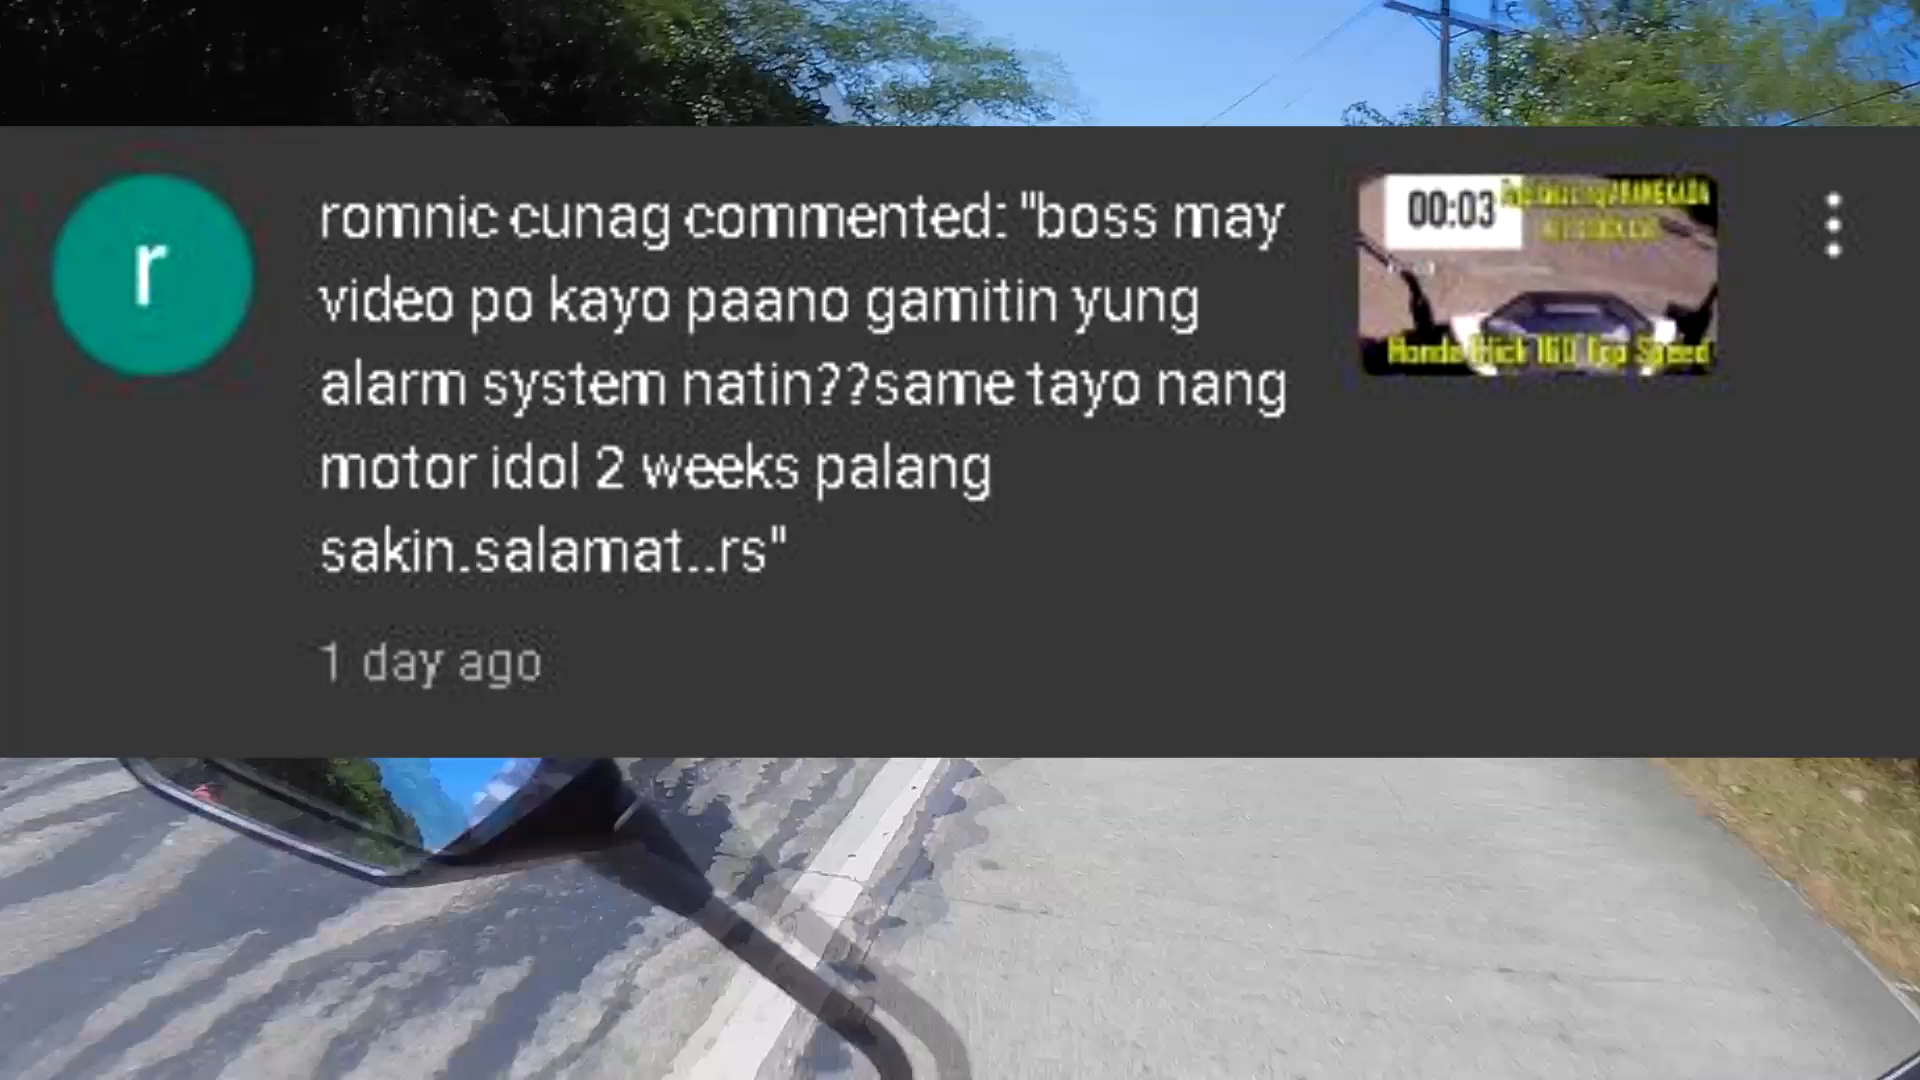 romnic cunag commented: "boss may
video po kayo paano gamitin yung
alarm system natin??same tayo nang
motor idol 2 weeks palang
sakin.salamat..rs"
1 day ago
r
00:03
Honda Click 160 Top Speed